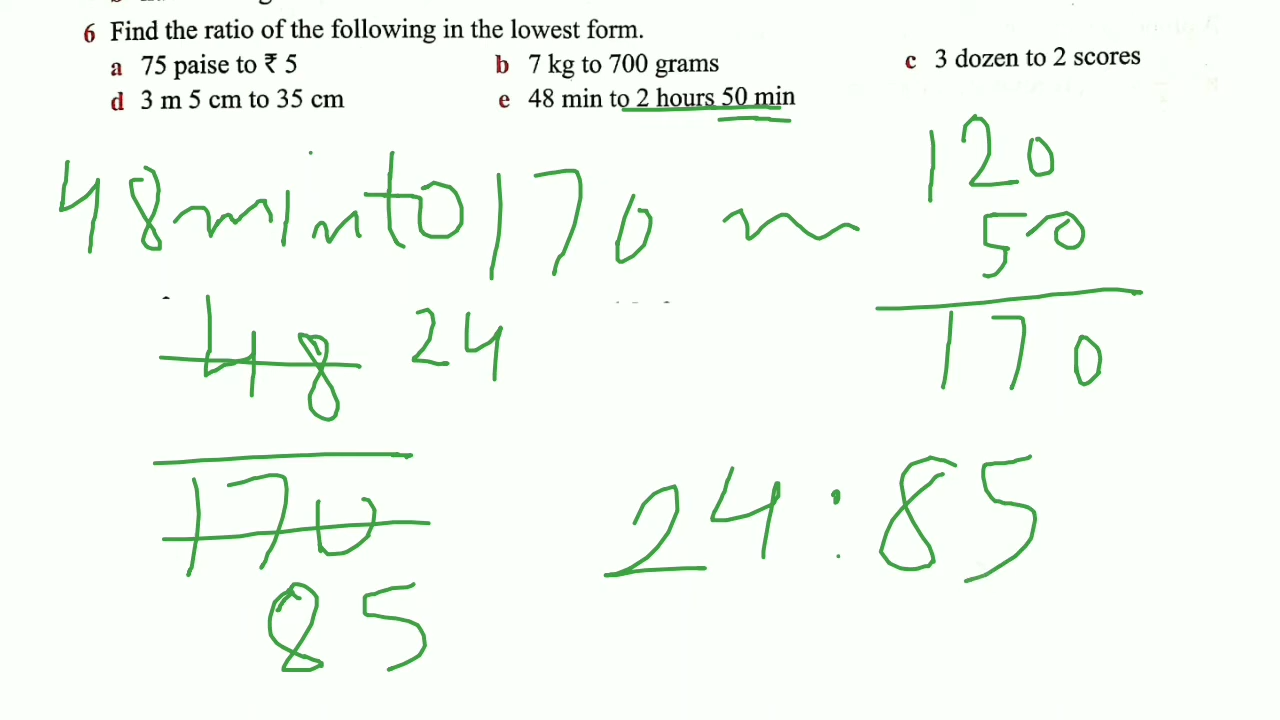 6 Find the ratio of the following in the lowest form.
a 75 paise to ₹ 5 b 7 kg to 700 grams c 3 dozen to 2 scores
d 3 m 5 cm to 35 cm e 48 min to 2 hours 50 min
48 min to 170 m
120
50
170
48 24
170
85
24:85